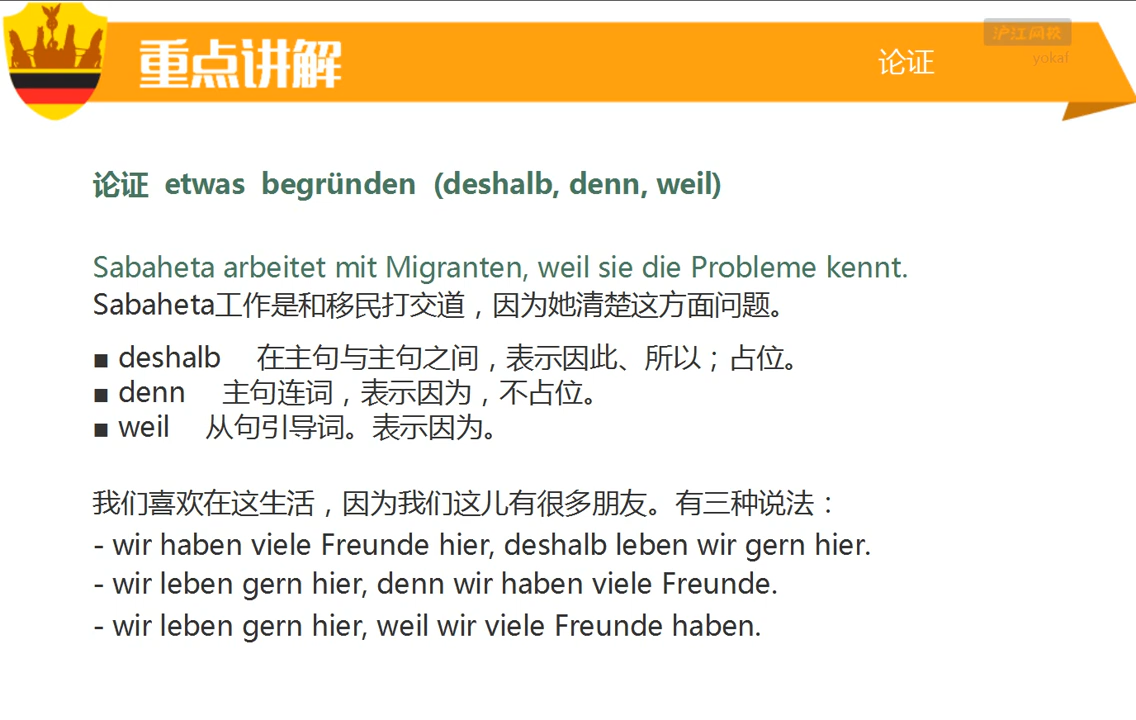 重点讲解
论证
沪江网校
yokaf
论证 etwas begründen (deshalb, denn, weil)
Sabaheta arbeitet mit Migranten, weil sie die Probleme kennt.
Sabaheta工作是和移民打交道，因为她清楚这方面问题。
■ deshalb 在主句与主句之间，表示因此、所以；占位。
■ denn 主句连词，表示因为，不占位。
■ weil 从句引导词。表示因为。
我们喜欢在这生活，因为我们这儿有很多朋友。有三种说法：
- wir haben viele Freunde hier, deshalb leben wir gern hier.
- wir leben gern hier, denn wir haben viele Freunde.
- wir leben gern hier, weil wir viele Freunde haben.